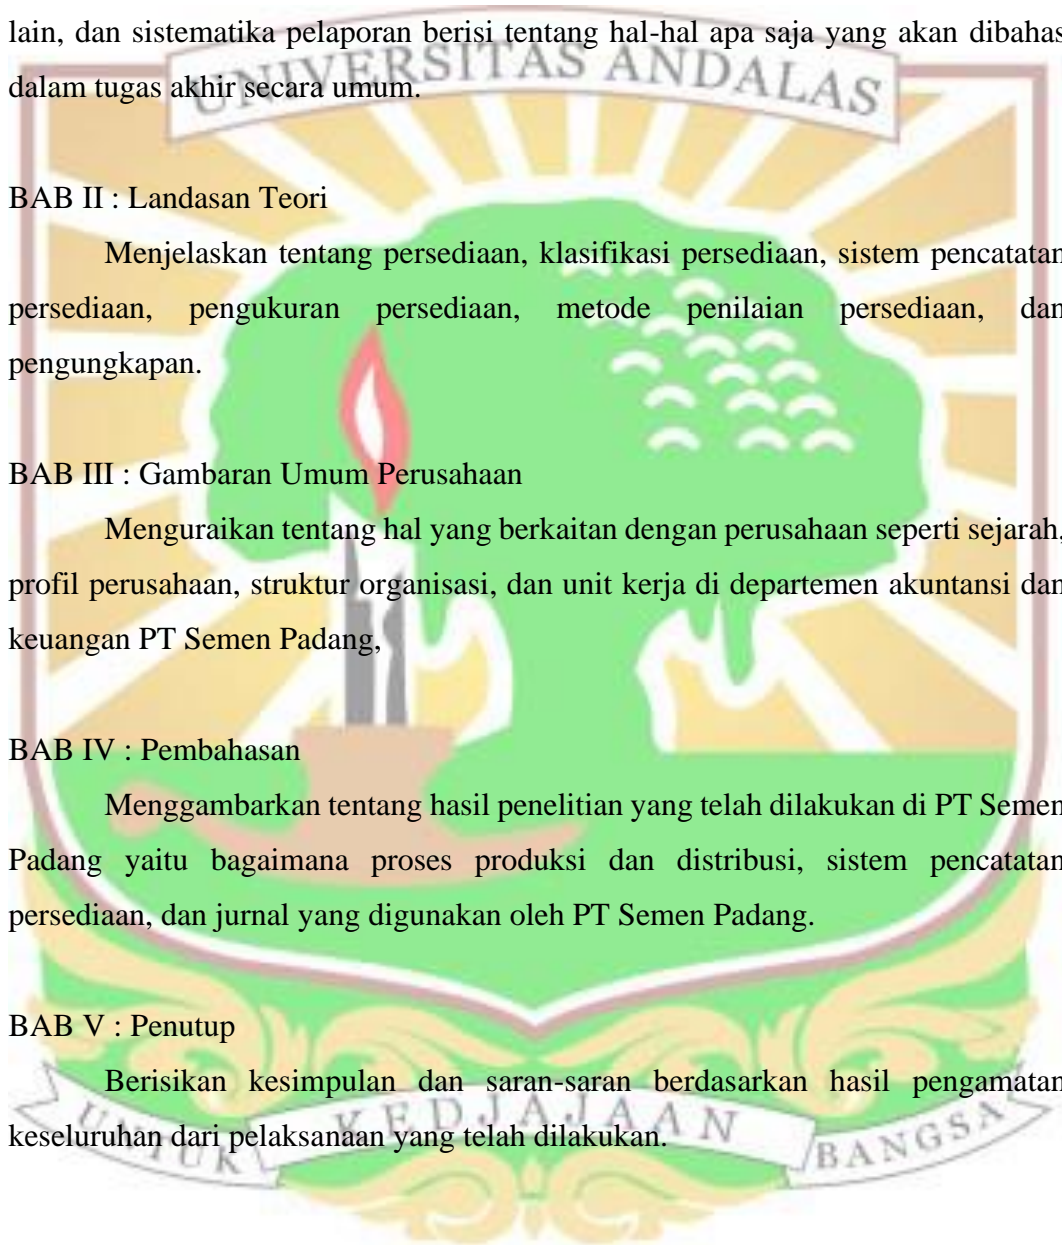 lain, dan sistematika pelaporan berisi tentang hal-hal apa saja yang akan dibahas
UNIVERSITAS ANDALAS
dalam tugas akhir secara umum.
BAB II : Landasan Teori
Menjelaskan tentang persediaan, klasifikasi persediaan, sistem pencatatan
persediaan, pengukuran persediaan, metode penilaian persediaan, dan
pengungkapan.
BAB III : Gambaran Umum Perusahaan
Menguraikan tentang hal yang berkaitan dengan perusahaan seperti sejarah,
profil perusahaan, struktur organisasi, dan unit kerja di departemen akuntansi dan
keuangan PT Semen Padang,
BAB IV : Pembahasan
Menggambarkan tentang hasil penelitian yang telah dilakukan di PT Semen
Padang yaitu bagaimana proses produksi dan distribusi, sistem pencatatan
persediaan, dan jurnal yang digunakan oleh PT Semen Padang.
BAB V : Penutup
Berisikan kesimpulan dan saran-saran berdasarkan hasil pengamatan
keseluruhan dari pelaksanaan yang telah dilakukan.
UNTUK KEDJAJAAN BANGSA